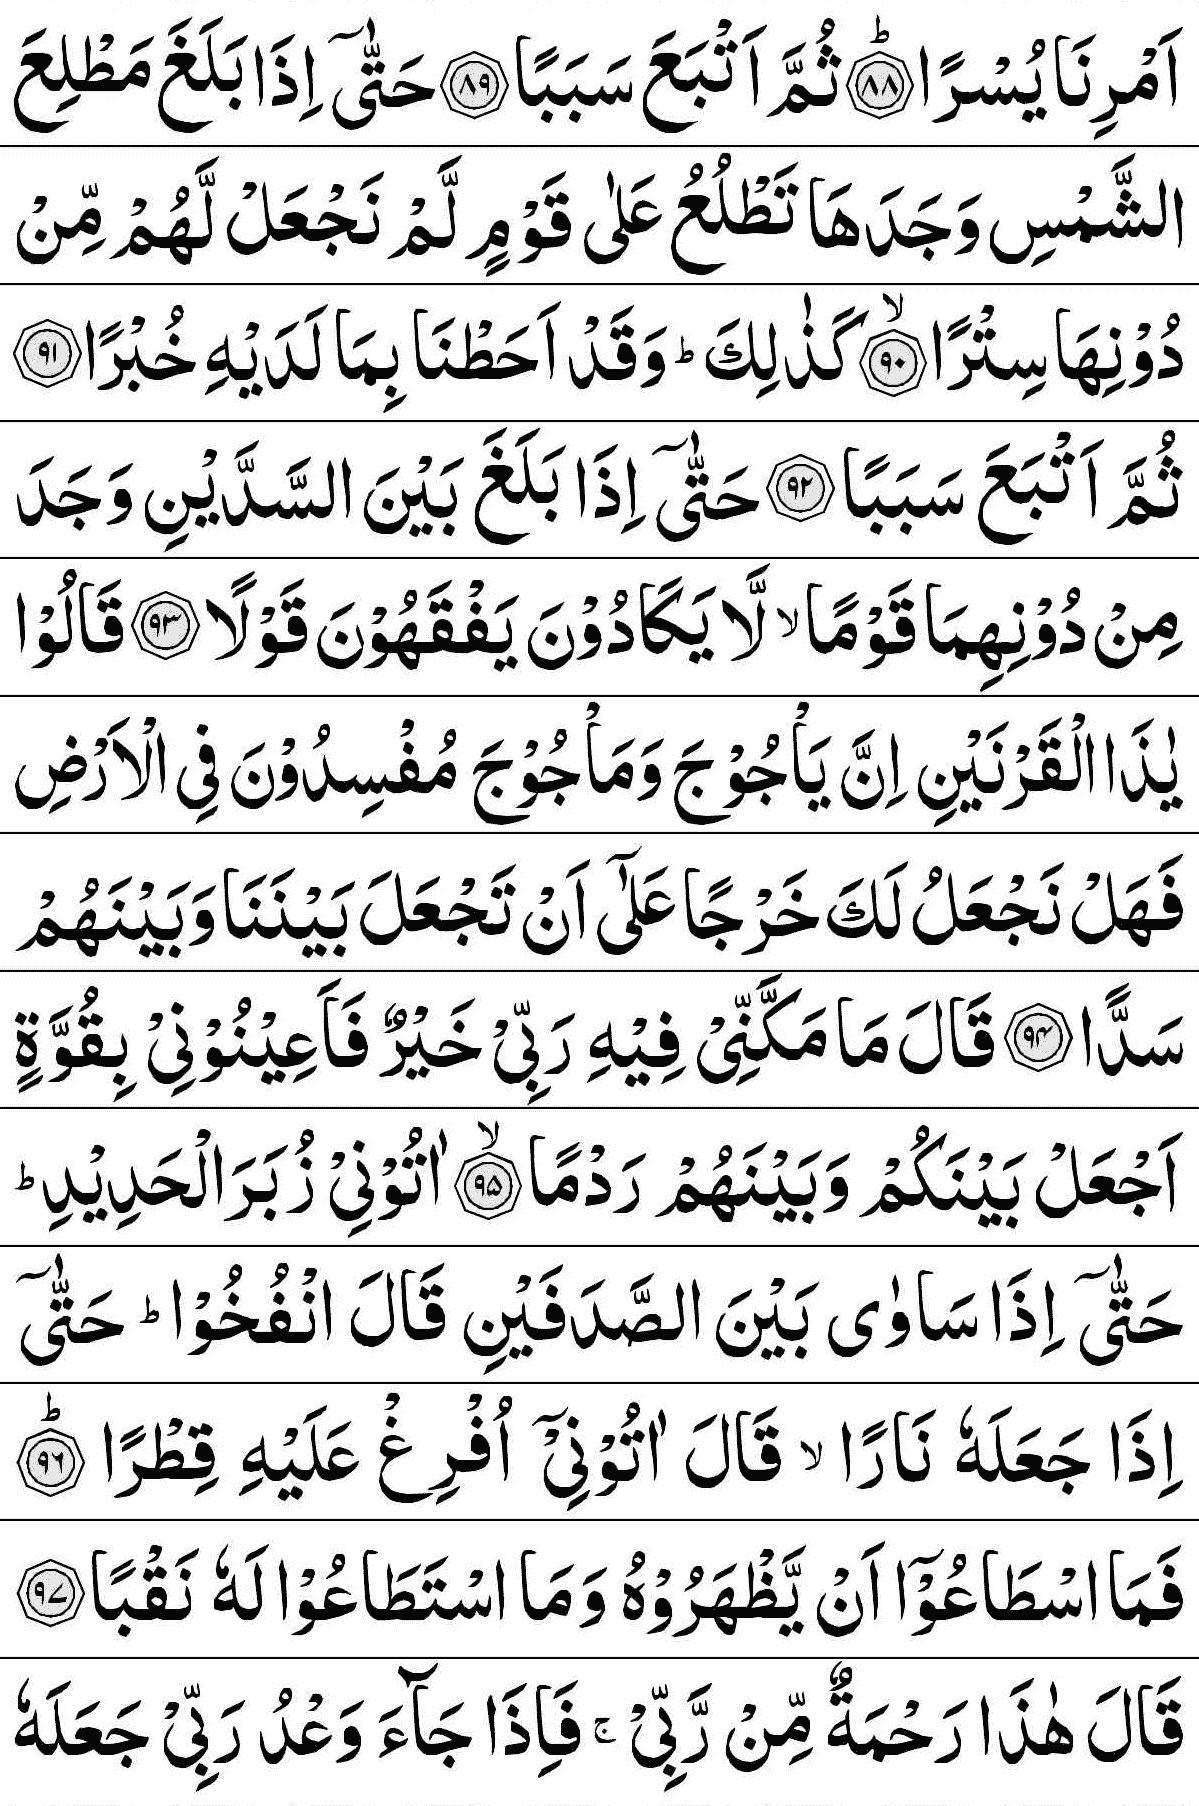 اَمْرِنَا يُسْرًا ؕ﴿۸۸﴾ ثُمَّ اَتْبَعَ سَبَبًا ﴿۸۹﴾ حَتّٰۤى اِذَا بَلَغَ مَطْلِعَ
الشَّمْسِ وَجَدَهَا تَطْلُعُ عَلٰى قَوْمٍ لَّمْ نَجْعَلْ لَّهُمْ مِّنْ
دُوْنِهَا سِتْرًا ۙ﴿۹۰﴾ كَذٰلِكَ ؕ وَقَدْ اَحَطْنَا بِمَا لَدَيْهِ خُبْرًا ﴿۹۱﴾
ثُمَّ اَتْبَعَ سَبَبًا ﴿۹۲﴾ حَتّٰۤى اِذَا بَلَغَ بَيْنَ السَّدَّيْنِ وَجَدَ
مِنْ دُوْنِهِمَا قَوْمًا ۙ لَّا يَكَادُوْنَ يَفْقَهُوْنَ قَوْلًا ﴿۹۳﴾ قَالُوْا
يٰذَا الْقَرْنَيْنِ اِنَّ يَاْجُوْجَ وَمَاْجُوْجَ مُفْسِدُوْنَ فِى الْاَرْضِ
فَهَلْ نَجْعَلُ لَكَ خَرْجًا عَلٰۤى اَنْ تَجْعَلَ بَيْنَنَا وَبَيْنَهُمْ
سَدًّا ﴿۹۴﴾ قَالَ مَا مَكَّنِّىْ فِيْهِ رَبِّىْ خَيْرٌ فَاَعِيْنُوْنِىْ بِقُوَّةٍ
اَجْعَلْ بَيْنَكُمْ وَبَيْنَهُمْ رَدْمًا ۙ﴿۹۵﴾ اٰتُوْنِىْ زُبَرَ الْحَدِيْدِ ؕ
حَتّٰۤى اِذَا سَاوٰى بَيْنَ الصَّدَفَيْنِ قَالَ انْفُخُوْا ؕ حَتّٰۤى
اِذَا جَعَلَهٗ نَارًا ۙ قَالَ اٰتُوْنِىْۤ اُفْرِغْ عَلَيْهِ قِطْرًا ؕ﴿۹۶﴾
فَمَا اسْطَاعُوْۤا اَنْ يَّظْهَرُوْهُ وَمَا اسْتَطَاعُوْا لَهٗ نَقْبًا ﴿۹۷﴾
قَالَ هٰذَا رَحْمَةٌ مِّنْ رَّبِّىْ ۚ فَاِذَا جَآءَ وَعْدُ رَبِّىْ جَعَلَهٗ